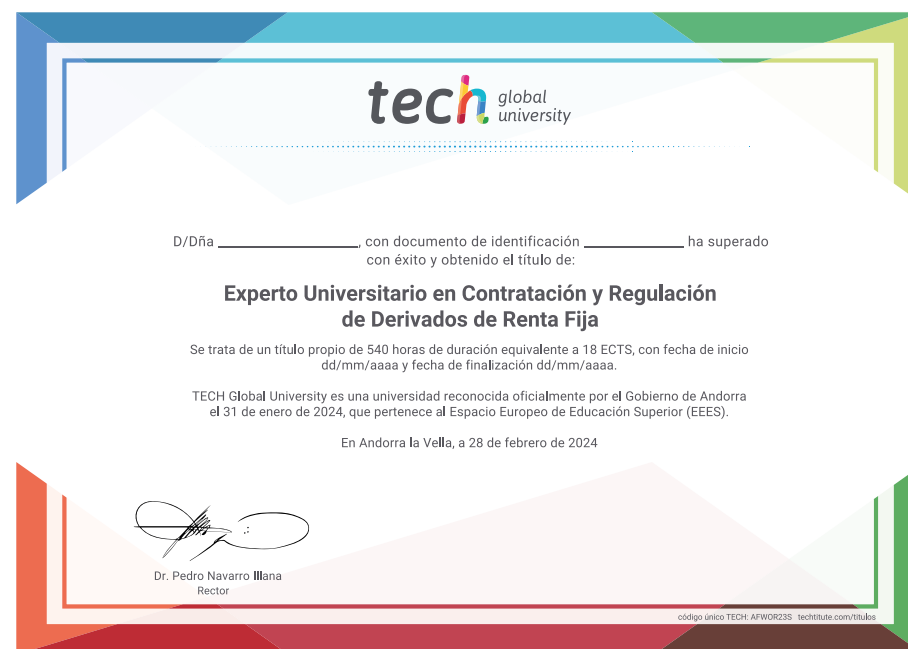 tech global university
D/Dña ____________________, con documento de identificación ______________ ha superado
con éxito y obtenido el título de:
Experto Universitario en Contratación y Regulación
de Derivados de Renta Fija
Se trata de un título propio de 540 horas de duración equivalente a 18 ECTS, con fecha de inicio
dd/mm/aaaa y fecha de finalización dd/mm/aaaa.
TECH Global University es una universidad reconocida oficialmente por el Gobierno de Andorra
el 31 de enero de 2024, que pertenece al Espacio Europeo de Educación Superior (EEES).
En Andorra la Vella, a 28 de febrero de 2024
Dr. Pedro Navarro Illana
Rector
código único TECH: AFWOR23S techtitute.com/titulos